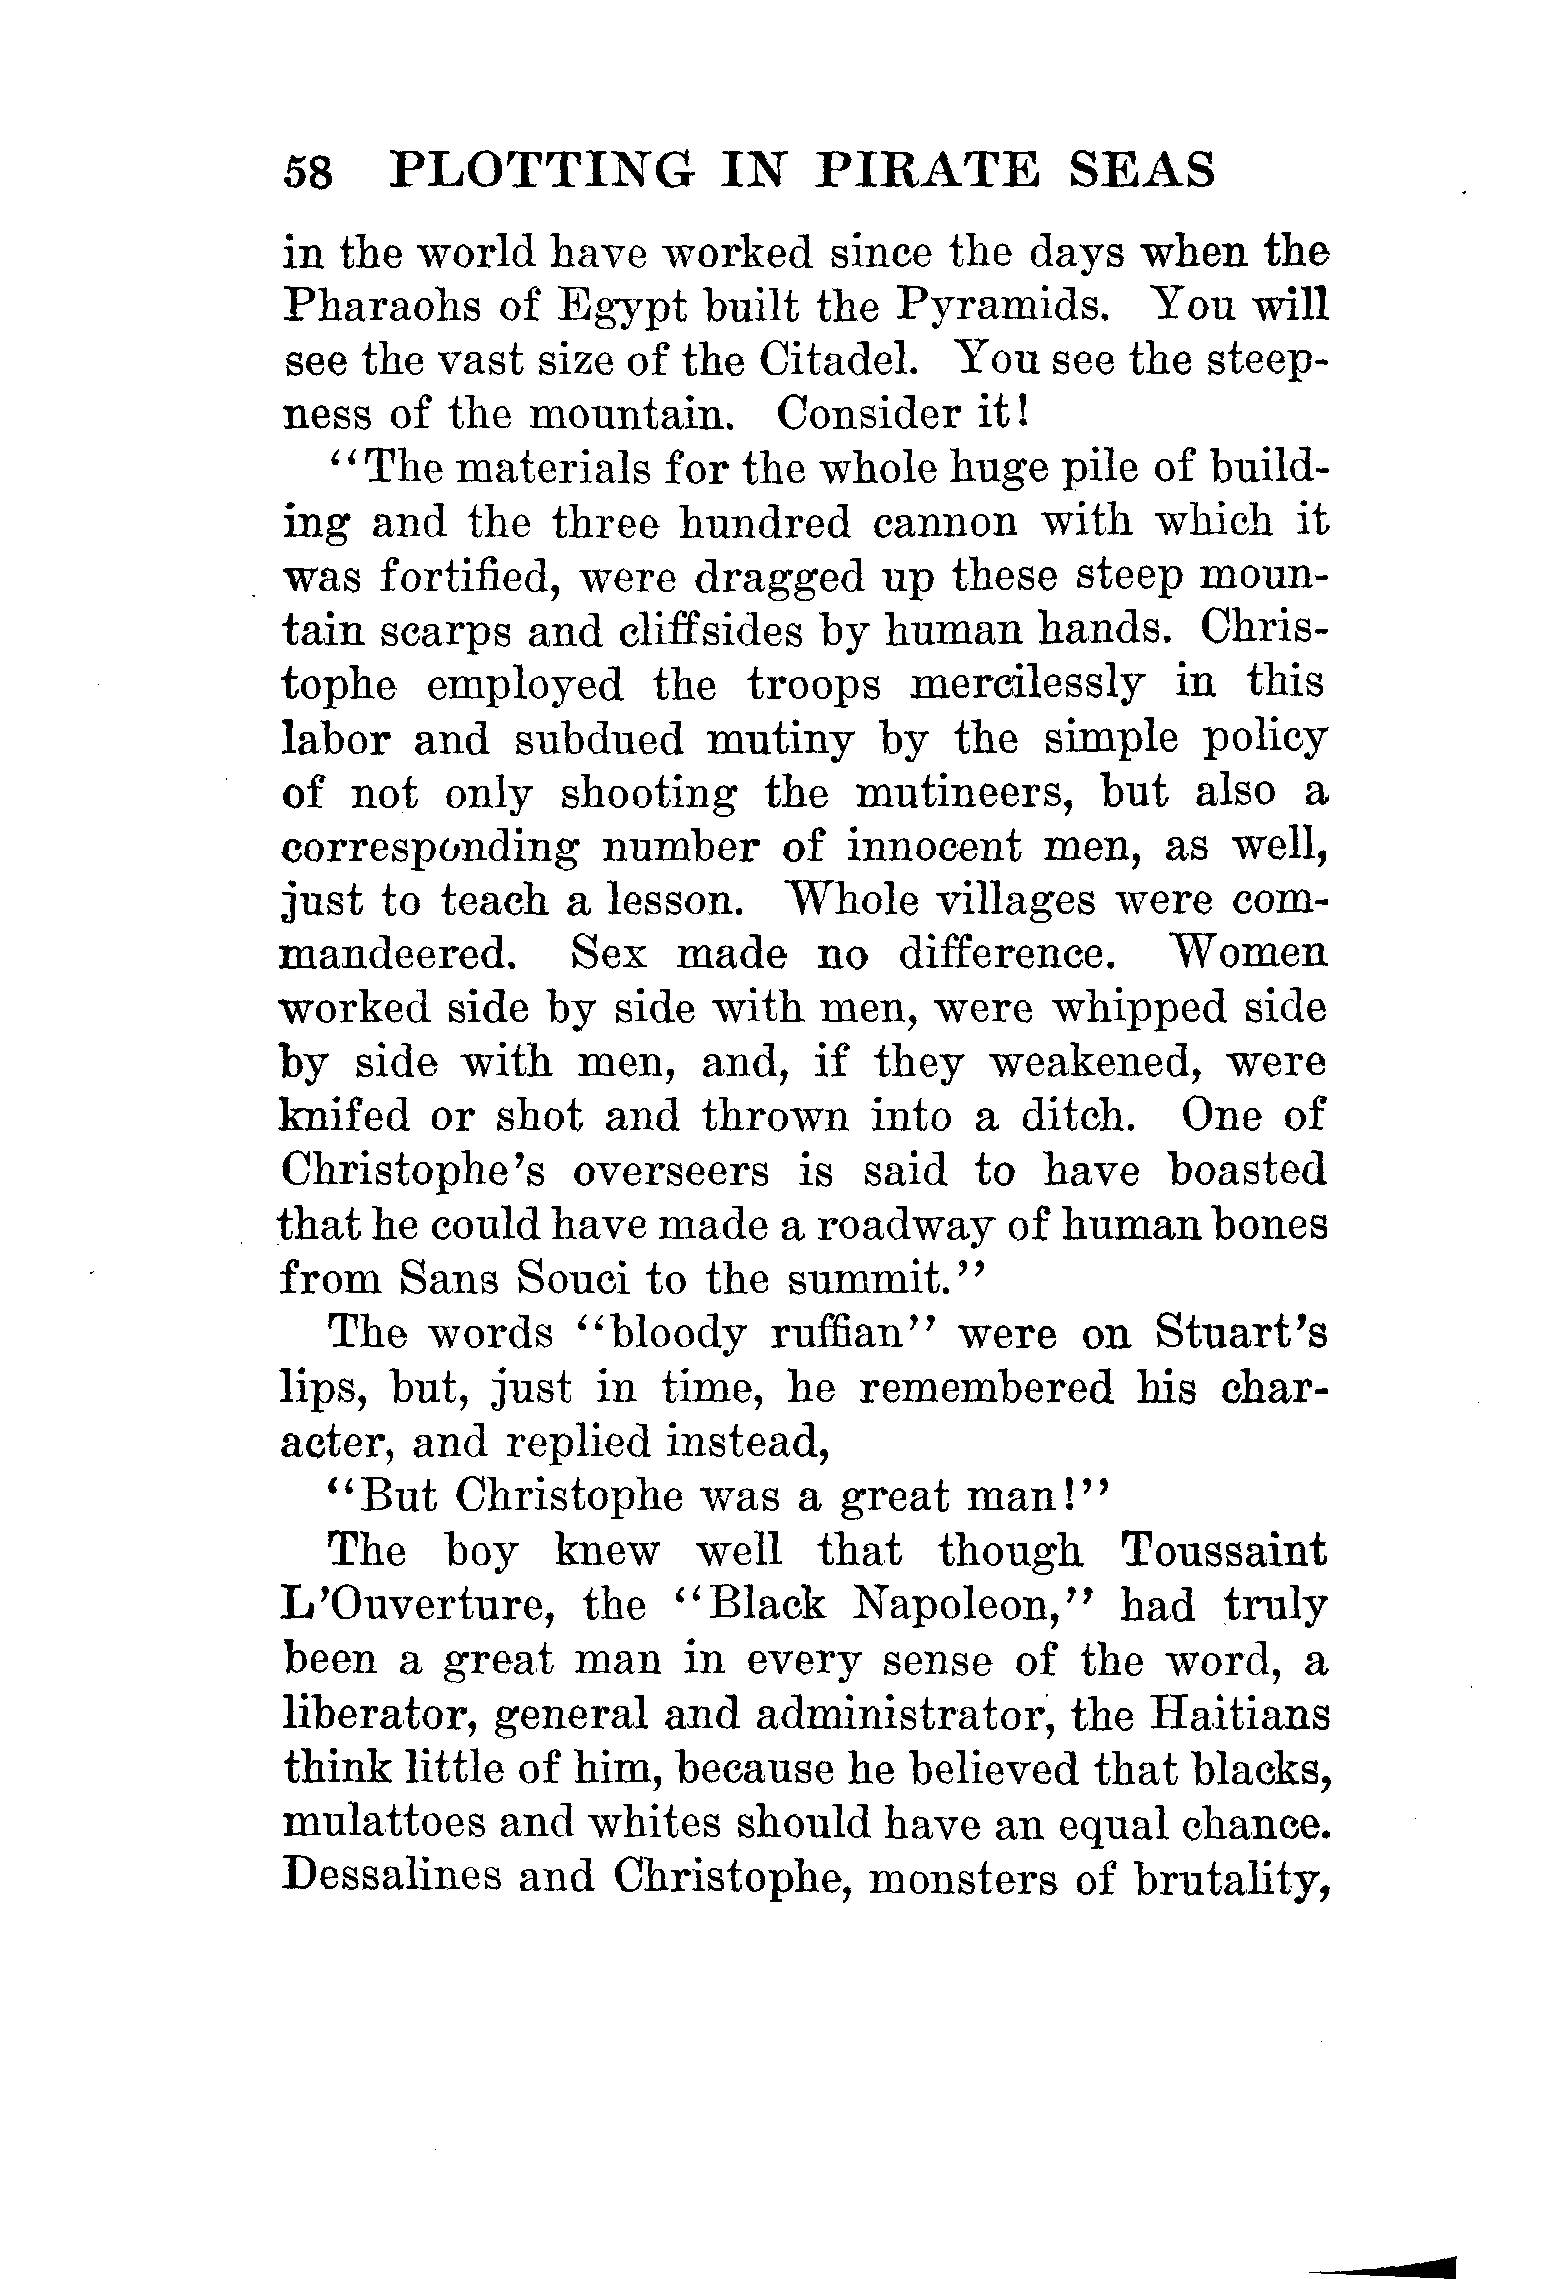 58 PLOTTING IN PIRATE SEAS
in the world have worked since the days when the
Pharaohs of Egypt built the Pyramids. You will
see the vast size of the Citadel. You see the steep-
ness of the mountain. Consider it!
"The materials for the whole huge pile of build-
ing and the three hundred cannon with which it
was fortified, were dragged up these steep moun-
tain scarps and cliffsides by human hands. Chris-
tophe employed the troops mercilessly in this
labor and subdued mutiny by the simple policy
of not only shooting the mutineers, but also a
corresponding number of innocent men, as well,
just to teach a lesson. Whole villages were com-
mandeered. Sex made no difference. Women
worked side by side with men, were whipped side
by side with men, and, if they weakened, were
knifed or shot and thrown into a ditch. One of
Christophe's overseers is said to have boasted
that he could have made a roadway of human bones
from Sans Souci to the summit."
The words "bloody ruffian" were on Stuart's
lips, but, just in time, he remembered his char-
acter, and replied instead,
"But Christophe was a great man!"
The boy knew well that though Toussaint
L'Ouverture, the "Black Napoleon," had truly
been a great man in every sense of the word, a
liberator, general and administrator, the Haitians
think little of him, because he believed that blacks,
mulattoes and whites should have an equal chance.
Dessalines and Christophe, monsters of brutality,